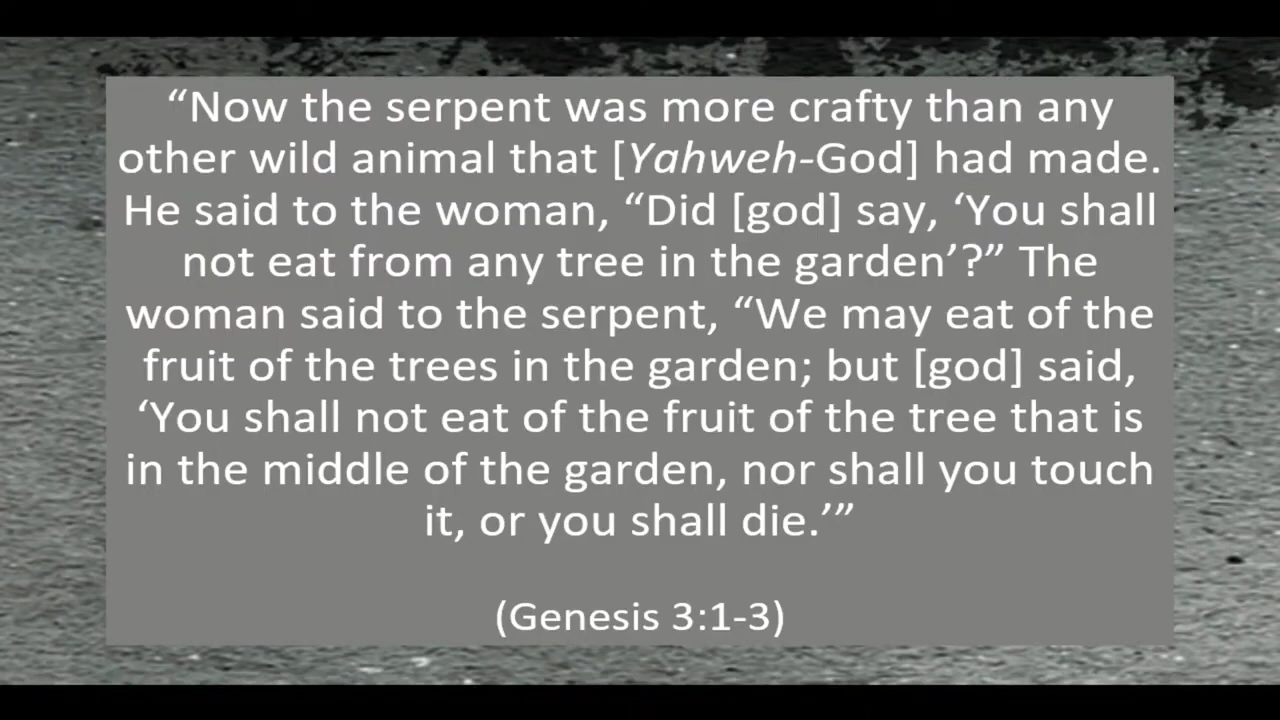 “Now the serpent was more crafty than any
other wild animal that [Yahweh-God] had made.
He said to the woman, “Did [god] say, ‘You shall
not eat from any tree in the garden’?” The
woman said to the serpent, “We may eat of the
fruit of the trees in the garden; but [god] said,
‘You shall not eat of the fruit of the tree that is
in the middle of the garden, nor shall you touch
it, or you shall die.’”
(Genesis 3:1-3)